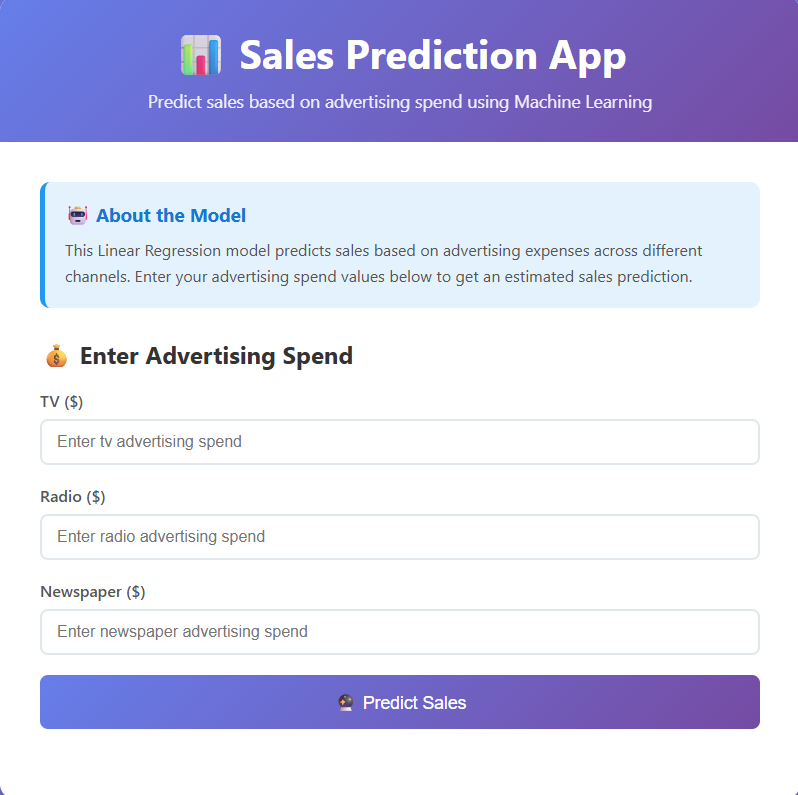 Sales Prediction App
Predict sales based on advertising spend using Machine Learning
About the Model
This Linear Regression model predicts sales based on advertising expenses across different
channels. Enter your advertising spend values below to get an estimated sales prediction.
Enter Advertising Spend
TV ($)
Enter tv advertising spend
Radio ($)
Enter radio advertising spend
Newspaper ($)
Enter newspaper advertising spend
Predict Sales